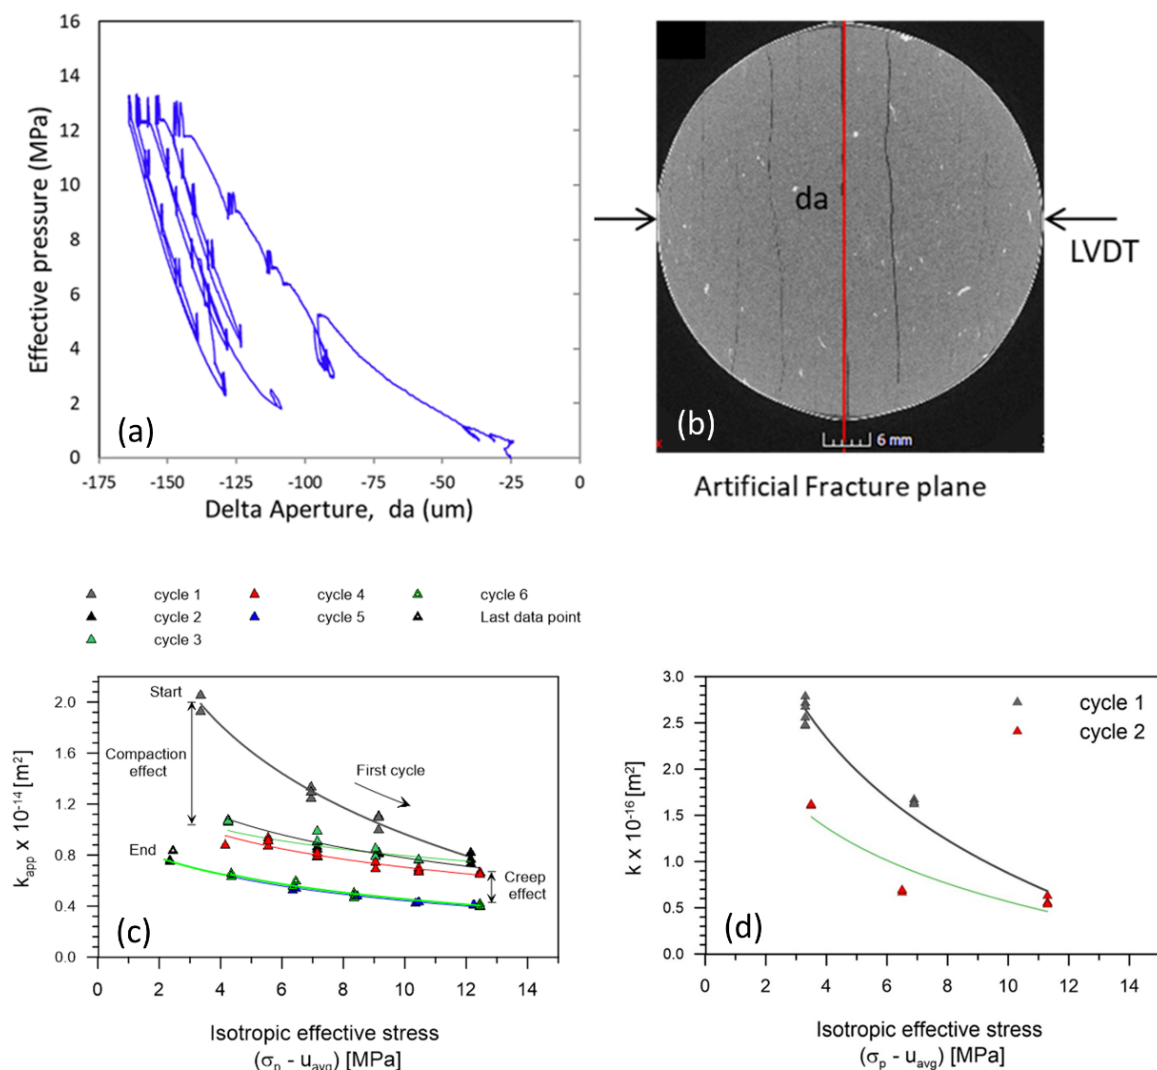 16
14
12
10
8
6
4
2
0
Effective pressure (MPa)
-175 -150 -125 -100 -75 -50 -25 0
Delta Aperture, da (um)
(a)
da
LVDT
(b)
6 mm
x
Artificial Fracture plane
cycle 1 cycle 4 cycle 6
cycle 2 cycle 5 Last data point
cycle 3
2.0
1.6
1.2
0.8
0.4
0.0
k_app x 10^-14 [m^2]
Start
Compaction
effect
First cycle
End
Creep
effect
(c)
0 2 4 6 8 10 12 14
Isotropic effective stress
(σ_p - u_avg) [MPa]
3.0
2.5
2.0
1.5
1.0
0.5
0.0
k x 10^-16 [m^2]
cycle 1
cycle 2
(d)
0 2 4 6 8 10 12 14
Isotropic effective stress
(σ_p - u_avg) [MPa]